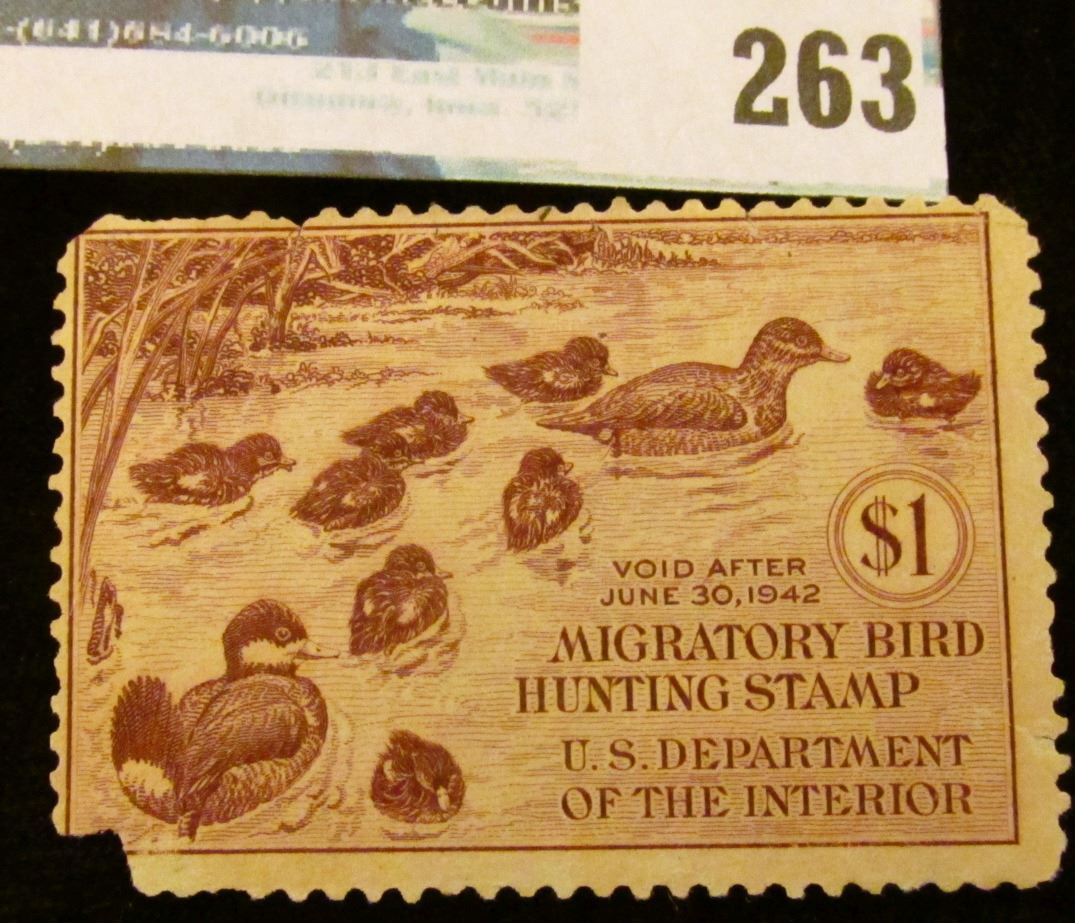 -(641)684-6006
263
$1
VOID AFTER
JUNE 30, 1942
MIGRATORY BIRD
HUNTING STAMP
U. S. DEPARTMENT
OF THE INTERIOR